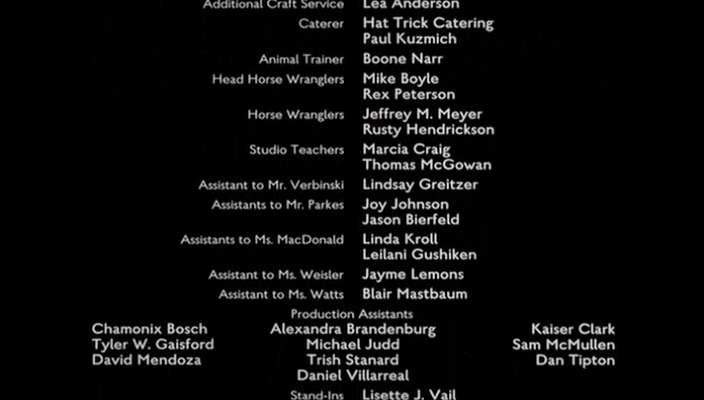 Additional Craft Service Lea Anderson
Caterer Hat Trick Catering
Paul Kuzmich
Animal Trainer Boone Narr
Head Horse Wranglers Mike Boyle
Rex Peterson
Horse Wranglers Jeffrey M. Meyer
Rusty Hendrickson
Studio Teachers Marcia Craig
Thomas McGowan
Assistant to Mr. Verbinski Lindsay Greitzer
Assistants to Mr. Parkes Joy Johnson
Jason Bierfeld
Assistants to Ms. MacDonald Linda Kroll
Leilani Gushiken
Assistant to Ms. Weisler Jayme Lemons
Assistant to Ms. Watts Blair Mastbaum
Production Assistants
Chamonix Bosch Alexandra Brandenburg Kaiser Clark
Tyler W. Gaisford Michael Judd Sam McMullen
David Mendoza Trish Stanard Dan Tipton
Daniel Villarreal
Stand-Ins Lisette J. Vail